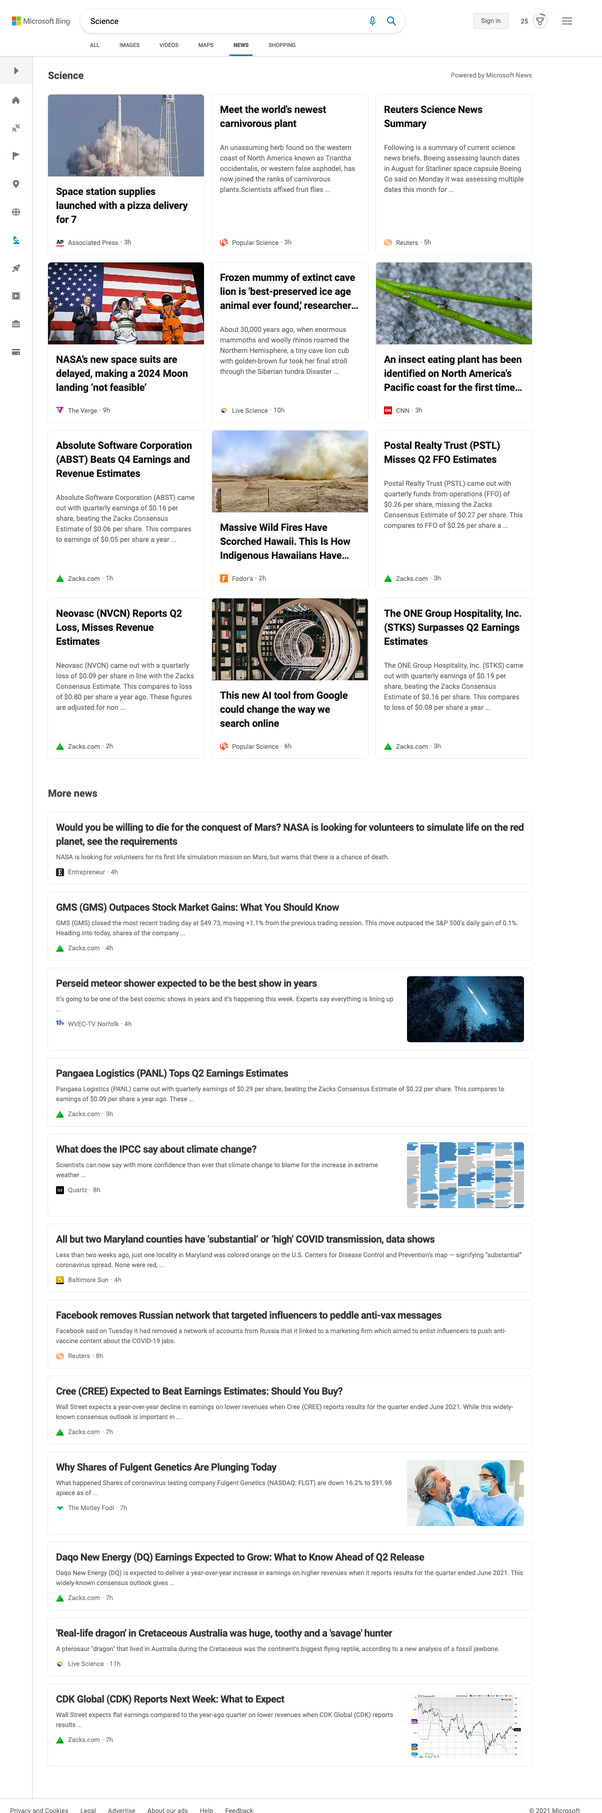 Microsoft Bing
Science
Sign in
25
ALL IMAGES VIDEOS MAPS NEWS SHOPPING
Science
Powered by Microsoft News
Space station supplies
launched with a pizza delivery
for 7
AP Associated Press · 3h
Meet the world's newest
carnivorous plant
An unassuming herb found on the western
coast of North America known as Triantha
occidentalis, or western false asphodel, has
now joined the ranks of carnivorous
plants.Scientists affixed fruit flies ...
Popular Science · 3h
Reuters Science News
Summary
Following is a summary of current science
news briefs. Boeing assessing launch dates
in August for Starliner space capsule Boeing
Co said on Monday it was assessing multiple
dates this month for ...
Reuters · 5h
NASA's new space suits are
delayed, making a 2024 Moon
landing 'not feasible'
The Verge · 9h
Frozen mummy of extinct cave
lion is 'best-preserved ice age
animal ever found,' researcher...
About 30,000 years ago, when enormous
mammoths and woolly rhinos roamed the
Northern Hemisphere, a tiny cave lion cub
with golden-brown fur took her final stroll
through the Siberian tundra.Disaster ...
Live Science · 10h
An insect eating plant has been
identified on North America's
Pacific coast for the first time...
CNN CNN · 3h
Absolute Software Corporation
(ABST) Beats Q4 Earnings and
Revenue Estimates
Absolute Software Corporation (ABST) came
out with quarterly earnings of $0.16 per
share, beating the Zacks Consensus
Estimate of $0.06 per share. This compares
to earnings of $0.05 per share a year ...
Zacks.com · 1h
Massive Wild Fires Have
Scorched Hawaii. This Is How
Indigenous Hawaiians Have...
F Fodor's · 2h
Postal Realty Trust (PSTL)
Misses Q2 FFO Estimates
Postal Realty Trust (PSTL) came out with
quarterly funds from operations (FFO) of
$0.26 per share, missing the Zacks
Consensus Estimate of $0.27 per share. This
compares to FFO of $0.26 per share a ...
Zacks.com · 3h
Neovasc (NVCN) Reports Q2
Loss, Misses Revenue
Estimates
Neovasc (NVCN) came out with a quarterly
loss of $0.09 per share in line with the Zacks
Consensus Estimate. This compares to loss
of $0.80 per share a year ago. These figures
are adjusted for non ...
Zacks.com · 2h
This new AI tool from Google
could change the way we
search online
Popular Science · 6h
The ONE Group Hospitality, Inc.
(STKS) Surpasses Q2 Earnings
Estimates
The ONE Group Hospitality, Inc. (STKS) came
out with quarterly earnings of $0.19 per
share, beating the Zacks Consensus
Estimate of $0.16 per share. This compares
to loss of $0.08 per share a year ...
Zacks.com · 3h
More news
Would you be willing to die for the conquest of Mars? NASA is looking for volunteers to simulate life on the red
planet, see the requirements
NASA is looking for volunteers for its first life simulation mission on Mars, but warns that there is a chance of death.
E Entrepreneur · 4h
GMS (GMS) Outpaces Stock Market Gains: What You Should Know
GMS (GMS) closed the most recent trading day at $49.73, moving +1.1% from the previous trading session. This move outpaced the S&P 500's daily gain of 0.1%.
Heading into today, shares of the company ...
Zacks.com · 4h
Perseid meteor shower expected to be the best show in years
It's going to be one of the best cosmic shows in years and it's happening this week. Experts say everything is lining up
...
13 WVEC-TV Norfolk · 4h
Pangaea Logistics (PANL) Tops Q2 Earnings Estimates
Pangaea Logistics (PANL) came out with quarterly earnings of $0.29 per share, beating the Zacks Consensus Estimate of $0.22 per share. This compares to
earnings of $0.09 per share a year ago. These ...
Zacks.com · 3h
What does the IPCC say about climate change?
Scientists can now say with more confidence than ever that climate change to blame for the increase in extreme
weather ...
Quartz · 8h
All but two Maryland counties have 'substantial' or 'high' COVID transmission, data shows
Less than two weeks ago, just one locality in Maryland was colored orange on the U.S. Centers for Disease Control and Prevention's map — signifying "substantial"
coronavirus spread. None were red, ...
Baltimore Sun · 4h
Facebook removes Russian network that targeted influencers to peddle anti-vax messages
Facebook said on Tuesday it had removed a network of accounts from Russia that it linked to a marketing firm which aimed to enlist influencers to push anti-
vaccine content about the COVID-19 jabs.
Reuters · 8h
Cree (CREE) Expected to Beat Earnings Estimates: Should You Buy?
Wall Street expects a year-over-year decline in earnings on lower revenues when Cree (CREE) reports results for the quarter ended June 2021. While this widely-
known consensus outlook is important in ...
Zacks.com · 7h
Why Shares of Fulgent Genetics Are Plunging Today
What happened Shares of coronavirus testing company Fulgent Genetics (NASDAQ: FLGT) are down 16.2% to $91.98
apiece as of ...
The Motley Fool · 7h
Daqo New Energy (DQ) Earnings Expected to Grow: What to Know Ahead of Q2 Release
Daqo New Energy (DQ) is expected to deliver a year-over-year increase in earnings on higher revenues when it reports results for the quarter ended June 2021. This
widely-known consensus outlook gives ...
Zacks.com · 7h
'Real-life dragon' in Cretaceous Australia was huge, toothy and a 'savage' hunter
A pterosaur "dragon" that lived in Australia during the Cretaceous was the continent's biggest flying reptile, according to a new analysis of a fossil jawbone.
Live Science · 11h
CDK Global (CDK) Reports Next Week: What to Expect
Wall Street expects flat earnings compared to the year-ago quarter on lower revenues when CDK Global (CDK) reports
results ...
Zacks.com · 7h
Privacy and Cookies Legal Advertise About our ads Help Feedback © 2021 Microsoft